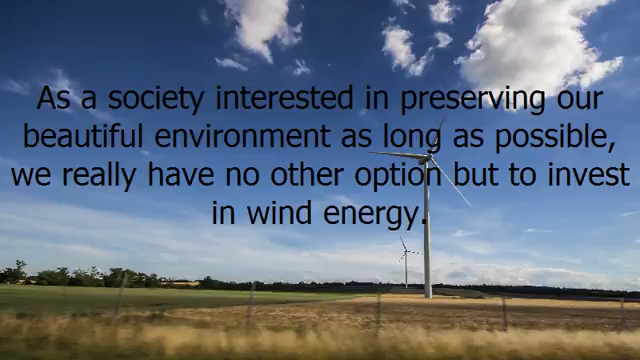 As a society interested in preserving our
beautiful environment as long as possible,
we really have no other option but to invest
in wind energy.